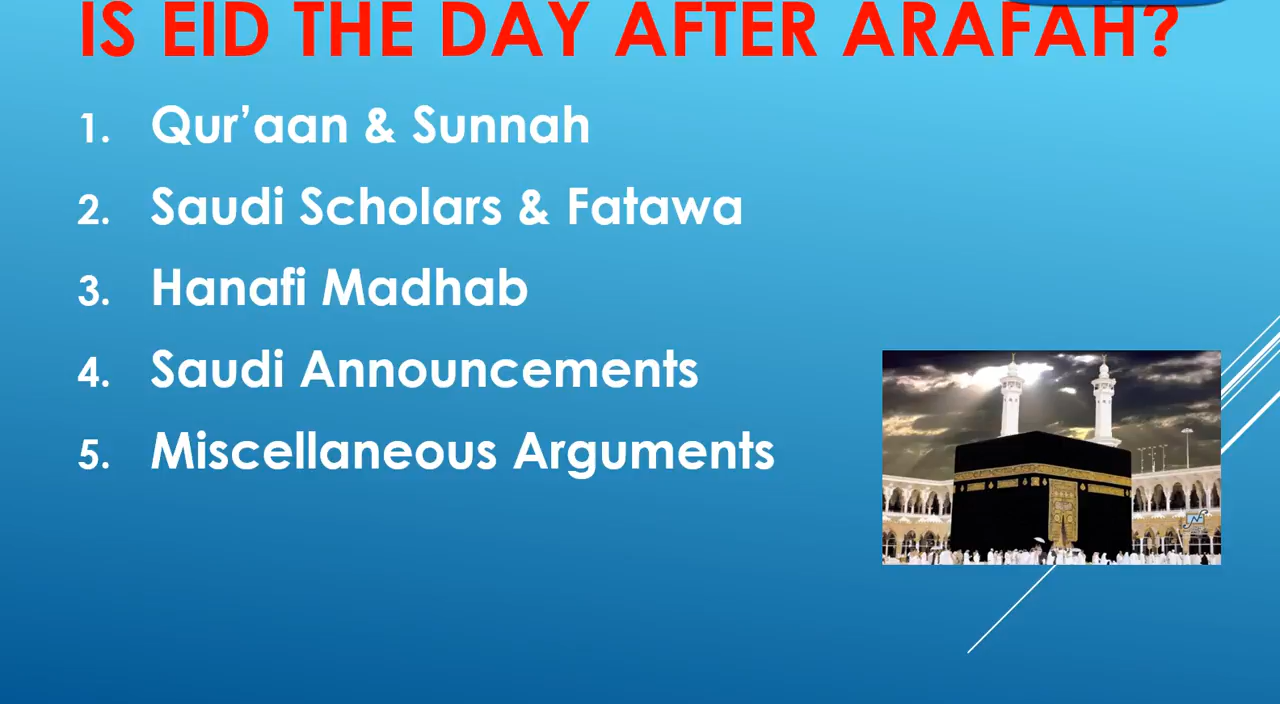 IS EID THE DAY AFTER ARAFAH?
1. Qur’aan & Sunnah
2. Saudi Scholars & Fatawa
3. Hanafi Madhab
4. Saudi Announcements
5. Miscellaneous Arguments